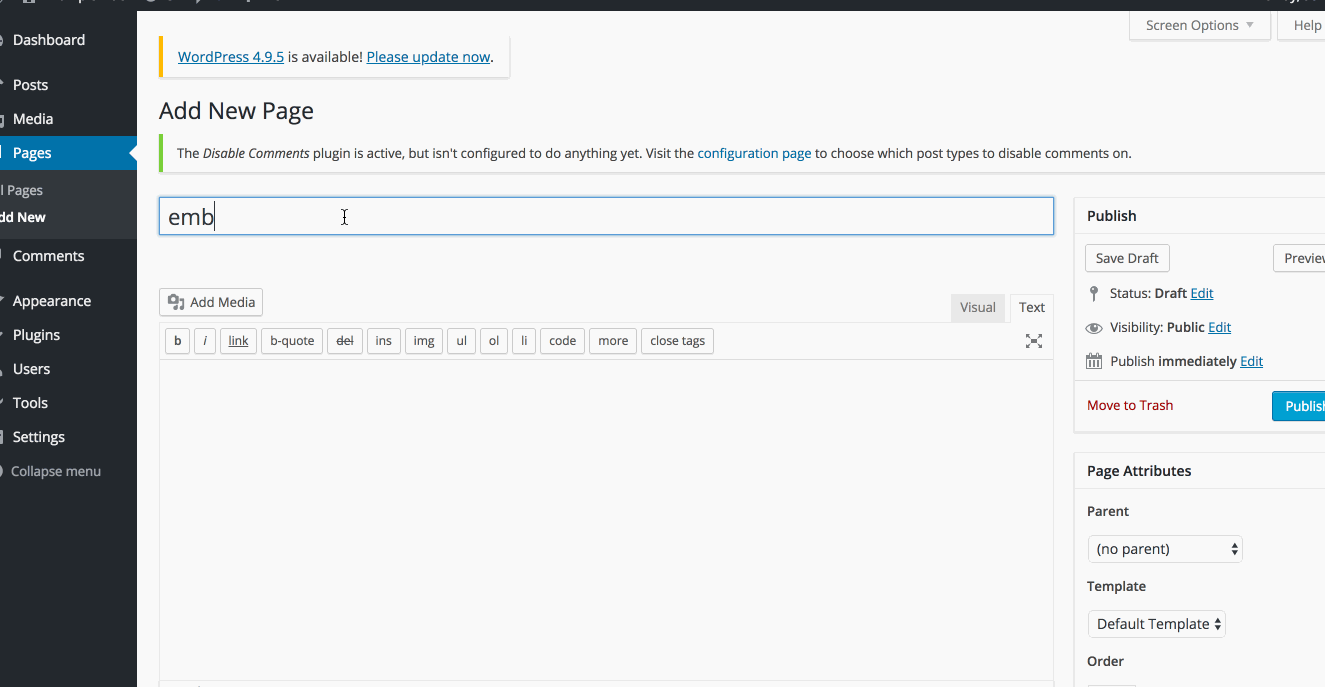 Screen Options
Help
Dashboard
WordPress 4.9.5 is available! Please update now.
Posts
Media
Add New Page
Pages
The Disable Comments plugin is active, but isn't configured to do anything yet. Visit the configuration page to choose which post types to disable comments on.
l Pages
dd New
emb
Publish
Comments
Save Draft
Preview
Appearance
Add Media
Visual
Text
Status: Draft Edit
Plugins
b
i
link
b-quote
del
ins
img
ul
ol
li
code
more
close tags
Visibility: Public Edit
Users
Publish immediately Edit
Tools
Move to Trash
Publish
Settings
Collapse menu
Page Attributes
Parent
(no parent)
Template
Default Template
Order